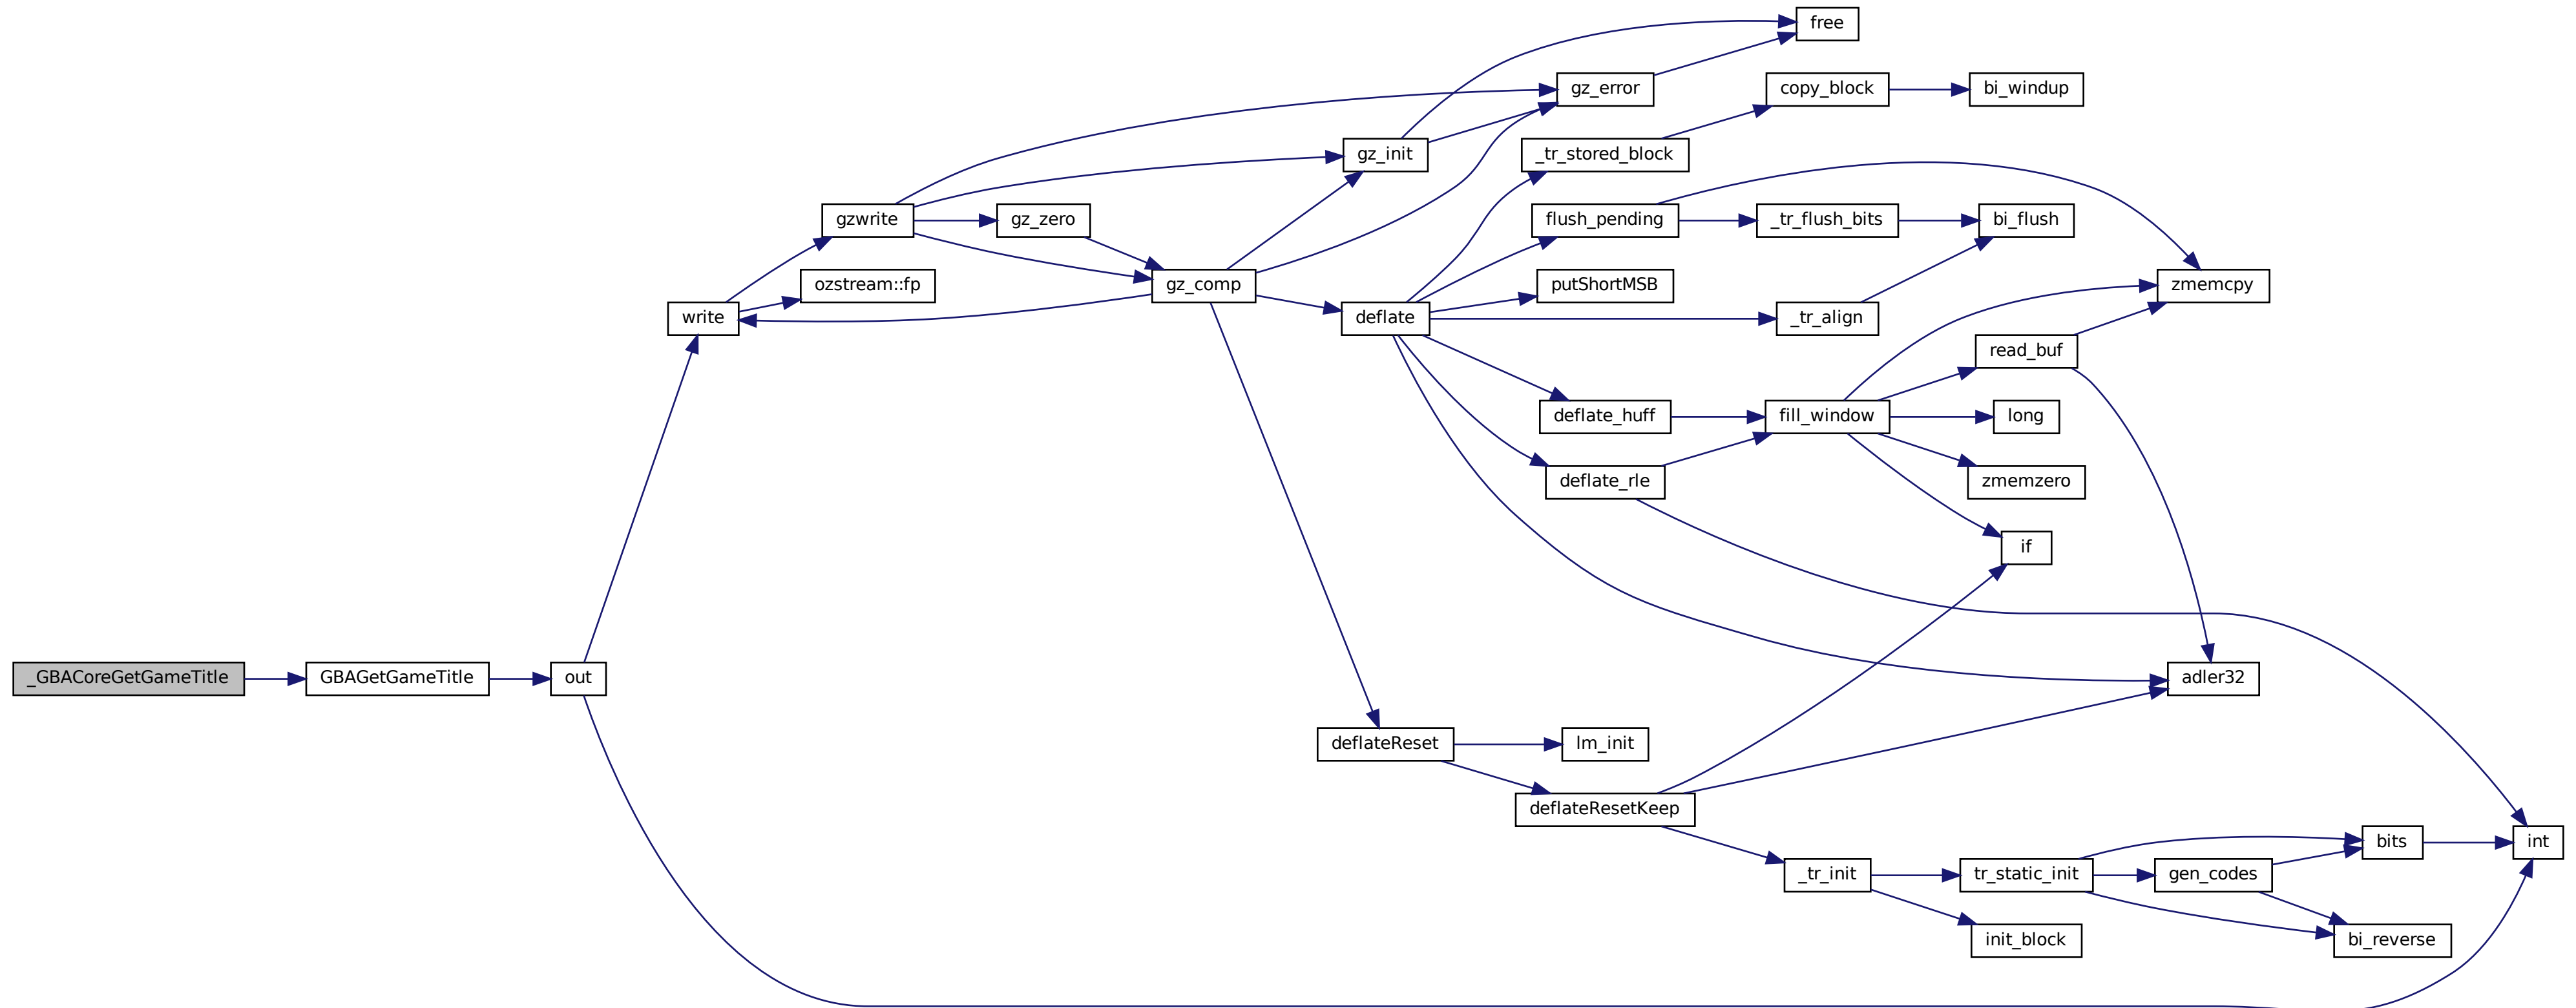 free
gz_error
copy_block
bi_windup
gz_init
_tr_stored_block
gzwrite
gz_zero
flush_pending
_tr_flush_bits
bi_flush
ozstream::fp
gz_comp
putShortMSB
zmemcpy
write
deflate
_tr_align
read_buf
deflate_huff
fill_window
long
deflate_rle
zmemzero
if
_GBACoreGetGameTitle
GBAGetGameTitle
out
adler32
deflateReset
lm_init
deflateResetKeep
bits
int
_tr_init
tr_static_init
gen_codes
init_block
bi_reverse